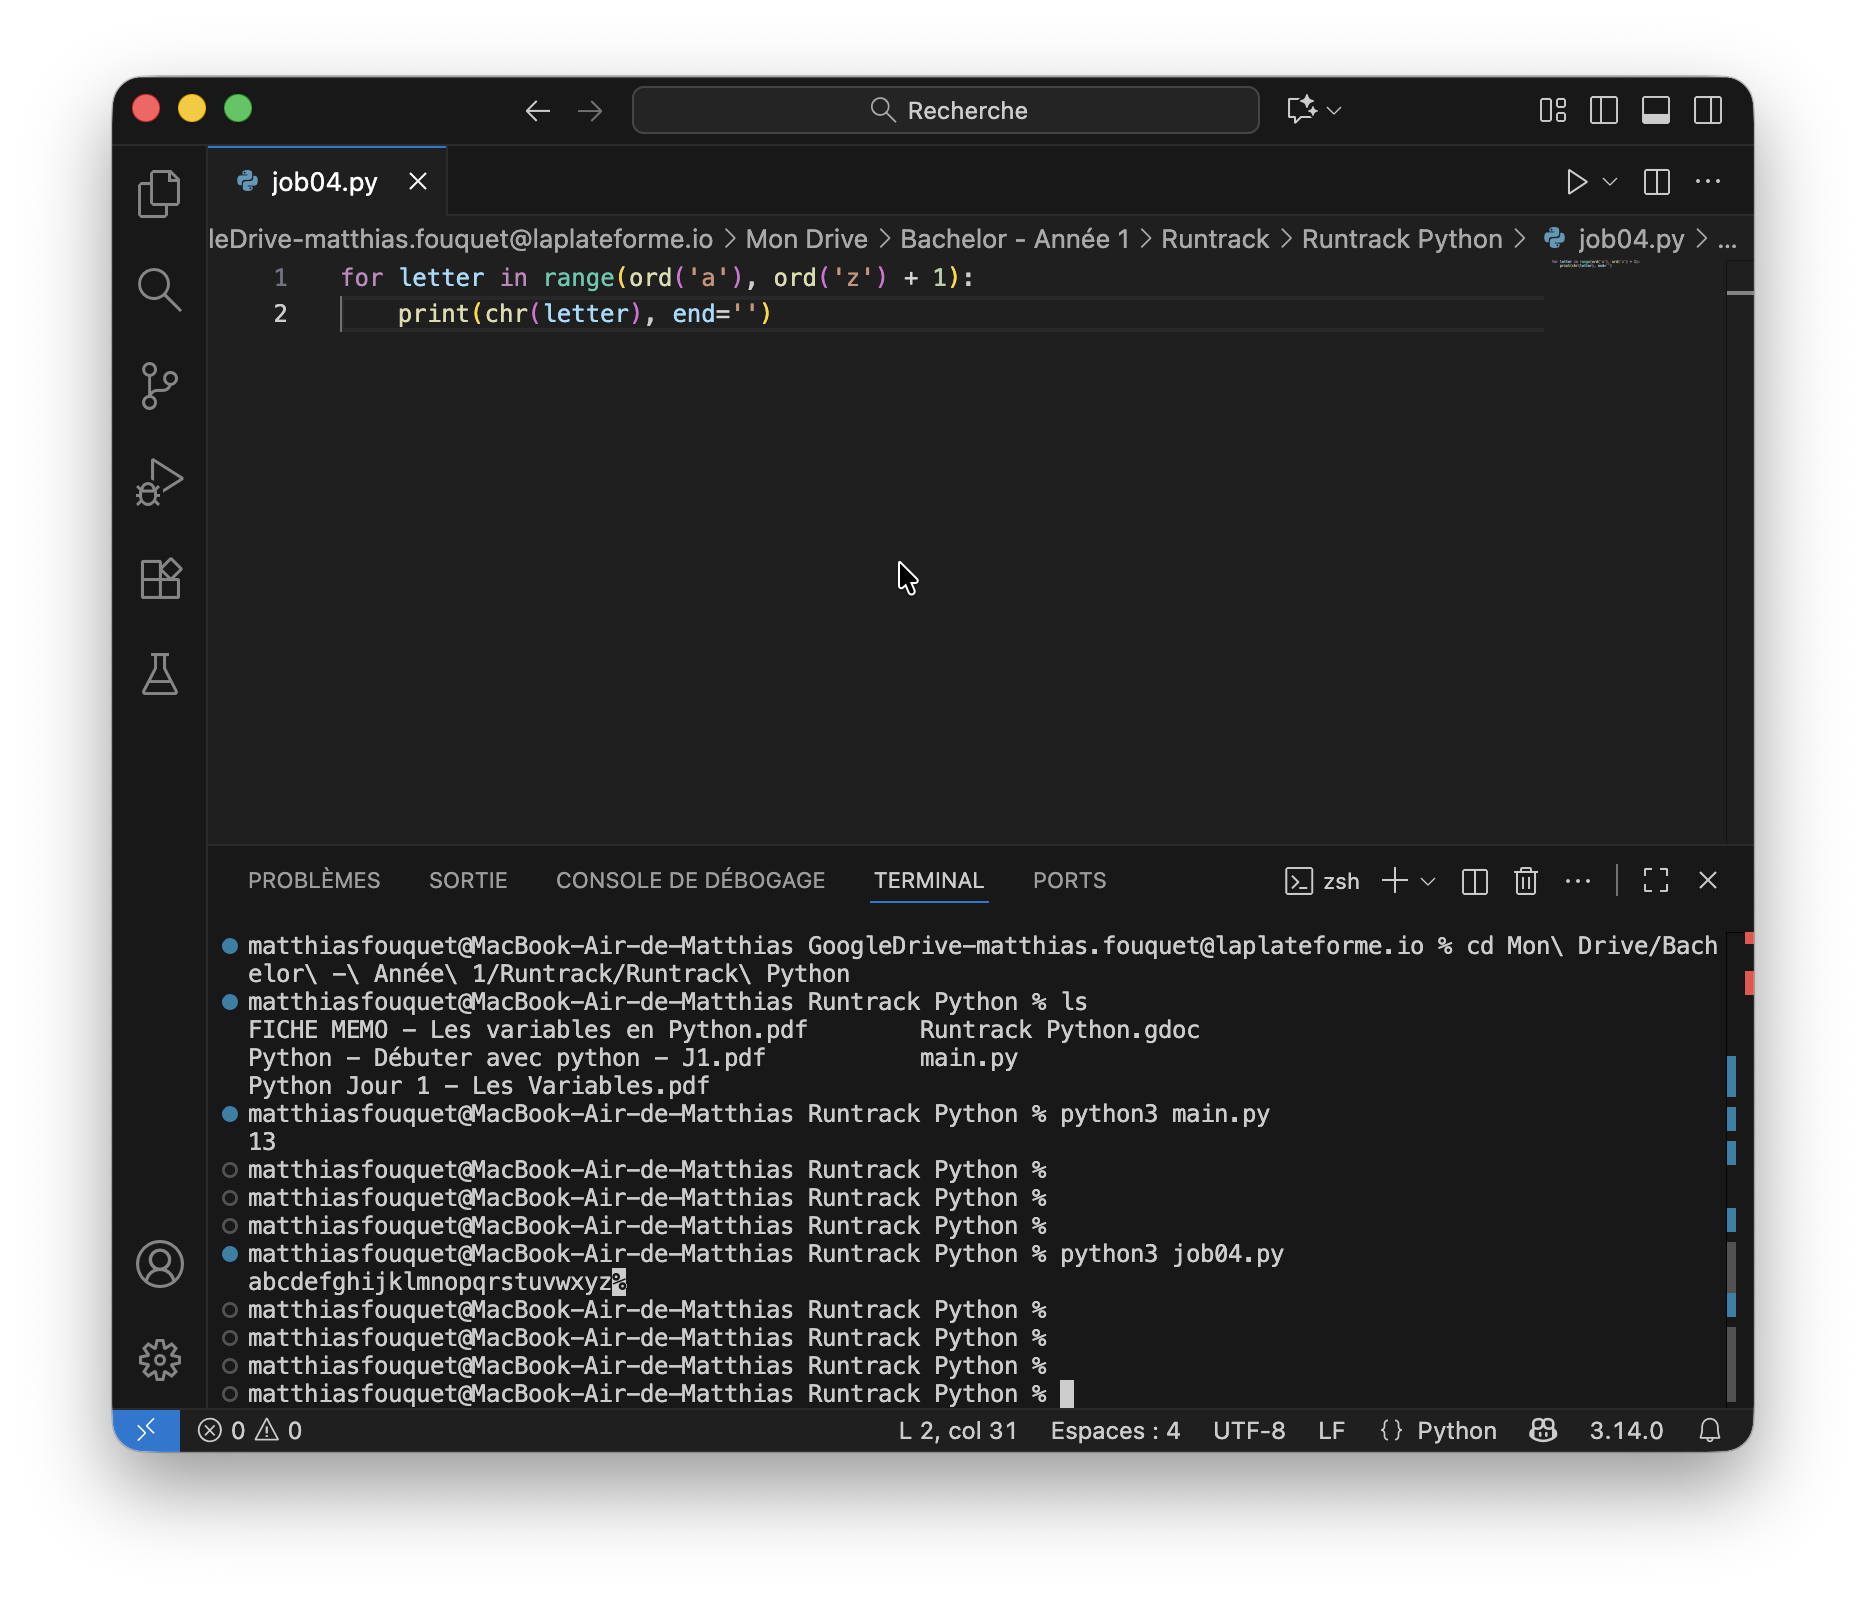 Recherche
job04.py
leDrive-matthias.fouquet@laplateforme.io > Mon Drive > Bachelor - Année 1 > Runtrack > Runtrack Python > job04.py > ...
1 for letter in range(ord('a'), ord('z') + 1):
2 print(chr(letter), end='')
PROBLÈMES SORTIE CONSOLE DE DÉBOGAGE TERMINAL PORTS zsh
matthiasfouquet@MacBook-Air-de-Matthias GoogleDrive-matthias.fouquet@laplateforme.io % cd Mon\ Drive/Bach
elor\ -\ Année\ 1/Runtrack/Runtrack\ Python
matthiasfouquet@MacBook-Air-de-Matthias Runtrack Python % ls
FICHE MEMO - Les variables en Python.pdf Runtrack Python.gdoc
Python - Débuter avec python - J1.pdf main.py
Python Jour 1 - Les Variables.pdf
matthiasfouquet@MacBook-Air-de-Matthias Runtrack Python % python3 main.py
13
matthiasfouquet@MacBook-Air-de-Matthias Runtrack Python %
matthiasfouquet@MacBook-Air-de-Matthias Runtrack Python %
matthiasfouquet@MacBook-Air-de-Matthias Runtrack Python %
matthiasfouquet@MacBook-Air-de-Matthias Runtrack Python % python3 job04.py
abcdefghijklmnopqrstuvwxyz%
matthiasfouquet@MacBook-Air-de-Matthias Runtrack Python %
matthiasfouquet@MacBook-Air-de-Matthias Runtrack Python %
matthiasfouquet@MacBook-Air-de-Matthias Runtrack Python %
matthiasfouquet@MacBook-Air-de-Matthias Runtrack Python %
0 0 L 2, col 31 Espaces : 4 UTF-8 LF {} Python 3.14.0